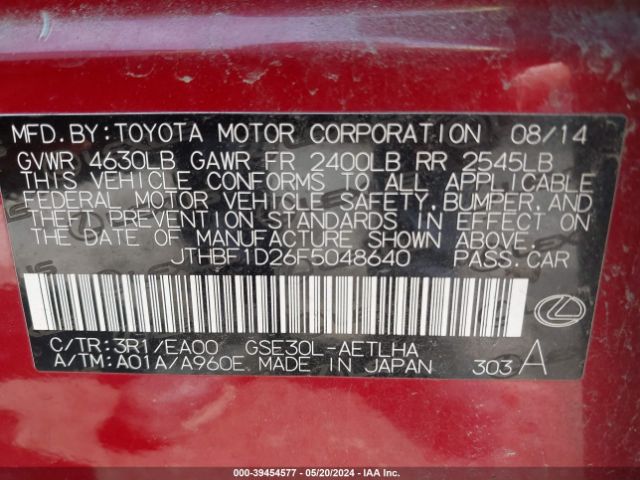 MFD.BY:TOYOTA MOTOR CORPORATION 08/14
GVWR 4630LB GAWR FR 2400LB RR 2545LB
THIS VEHICLE CONFORMS TO ALL APPLICABLE
FEDERAL MOTOR VEHICLE SAFETY,BUMPER,AND
THEFT PREVENTION STANDARDS IN EFFECT ON
THE DATE OF MANUFACTURE SHOWN ABOVE.
JTHBF1D26F5048640 PASS.CAR
C/TR:3R1/EA00 GSE30L-AETLHA
A/TM:A01A/A960E MADE IN JAPAN 303 A
000-39454577 - 05/20/2024 - IAA Inc.